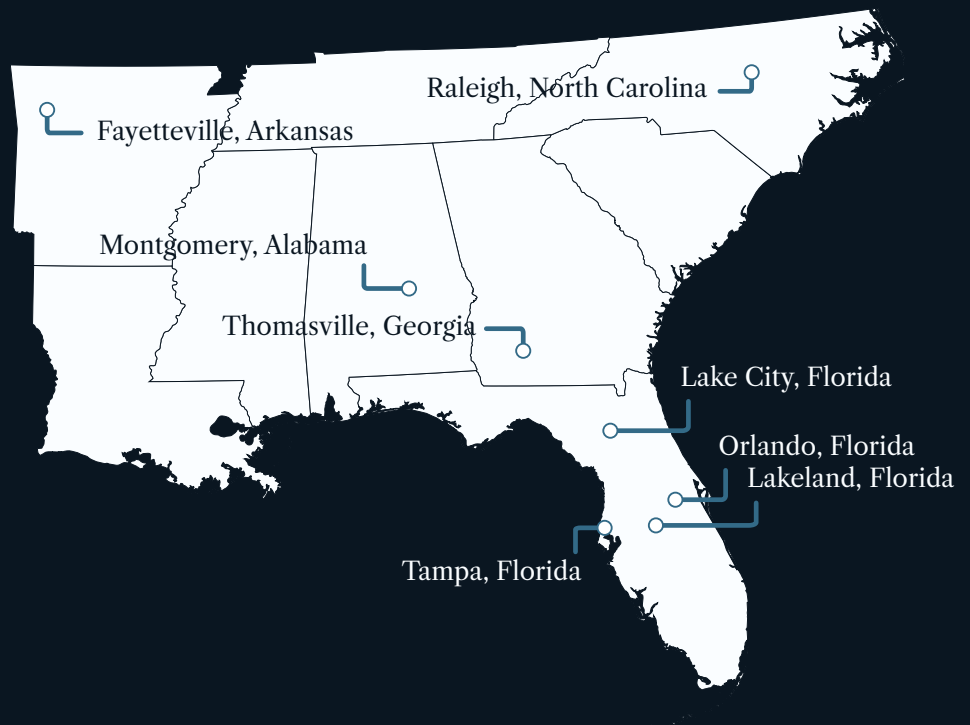 Raleigh, North Carolina
Fayetteville, Arkansas
Montgomery, Alabama
Thomasville, Georgia
Lake City, Florida
Orlando, Florida
Lakeland, Florida
Tampa, Florida